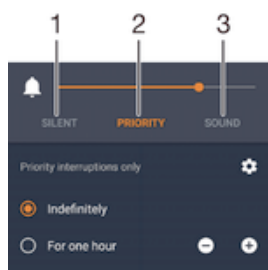 1 2 3
SILENT PRIORITY SOUND
Priority interruptions only
Indefinitely
For one hour